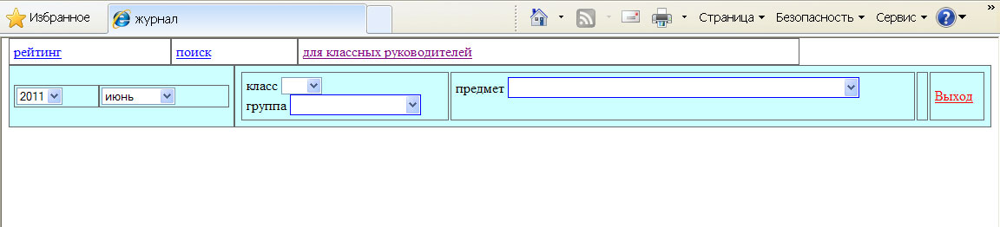 Избранное журнал Страница Безопасность Сервис »
рейтинг поиск для классных руководителей
2011 июнь класс предмет Выход
группа